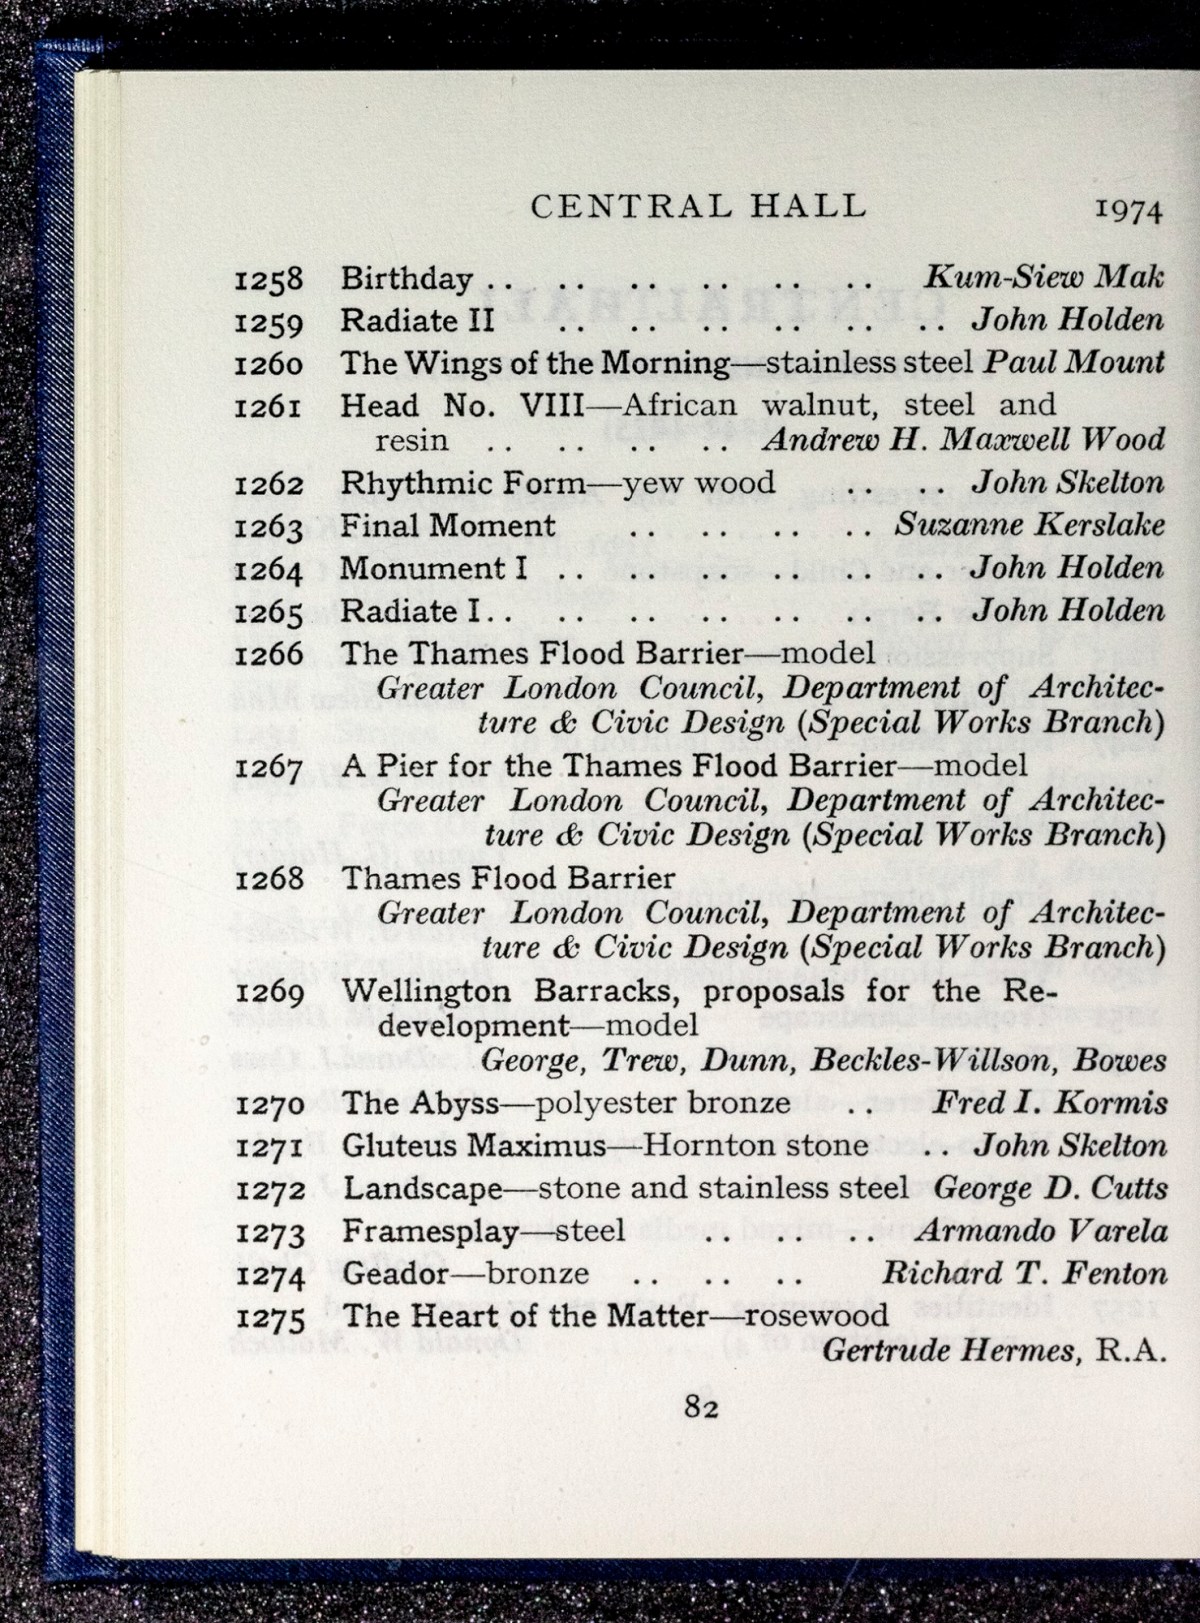 CENTRAL HALL 1974
1258 Birthday .. .. .. .. .. .. Kum-Siew Mak
1259 Radiate II .. .. .. .. .. .. John Holden
1260 The Wings of the Morning—stainless steel Paul Mount
1261 Head No. VIII—African walnut, steel and
resin .. .. .. .. Andrew H. Maxwell Wood
1262 Rhythmic Form—yew wood .. .. John Skelton
1263 Final Moment .. .. .. .. Suzanne Kerslake
1264 Monument I .. .. .. .. .. .. John Holden
1265 Radiate I .. .. .. .. .. .. .. John Holden
1266 The Thames Flood Barrier—model
Greater London Council, Department of Architec-
ture & Civic Design (Special Works Branch)
1267 A Pier for the Thames Flood Barrier—model
Greater London Council, Department of Architec-
ture & Civic Design (Special Works Branch)
1268 Thames Flood Barrier
Greater London Council, Department of Architec-
ture & Civic Design (Special Works Branch)
1269 Wellington Barracks, proposals for the Re-
development—model
George, Trew, Dunn, Beckles-Willson, Bowes
1270 The Abyss—polyester bronze .. Fred I. Kormis
1271 Gluteus Maximus—Hornton stone .. John Skelton
1272 Landscape—stone and stainless steel George D. Cutts
1273 Framesplay—steel .. .. .. Armando Varela
1274 Geador—bronze .. .. .. Richard T. Fenton
1275 The Heart of the Matter—rosewood
Gertrude Hermes, R.A.
82